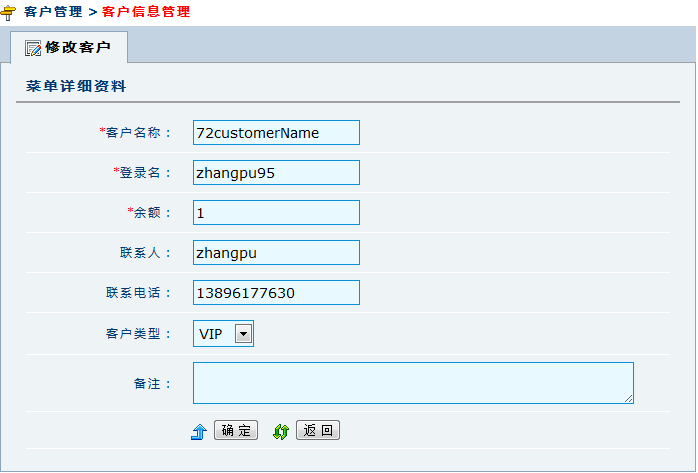 客户管理 > 客户信息管理
修改客户
菜单详细资料
*客户名称： 72customerName
*登录名： zhangpu95
*余额： 1
联系人： zhangpu
联系电话： 13896177630
客户类型： VIP
备注：
确 定 返 回